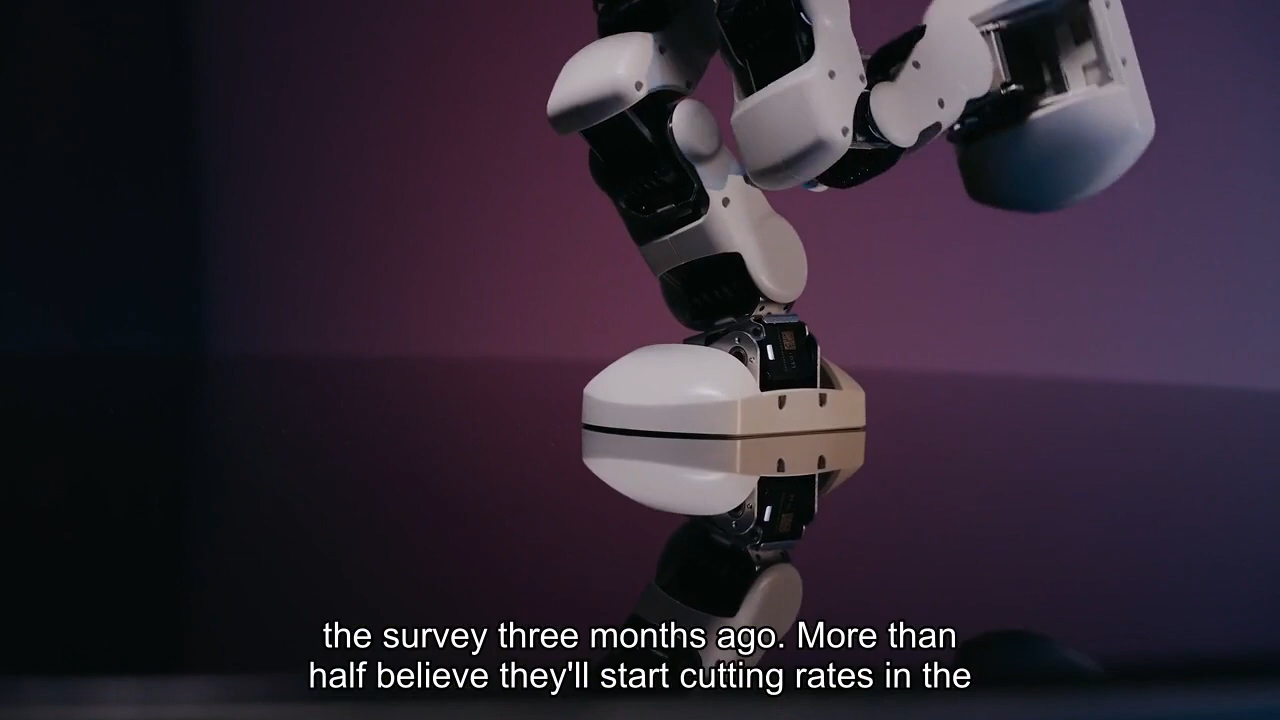 the survey three months ago. More than
half believe they'll start cutting rates in the